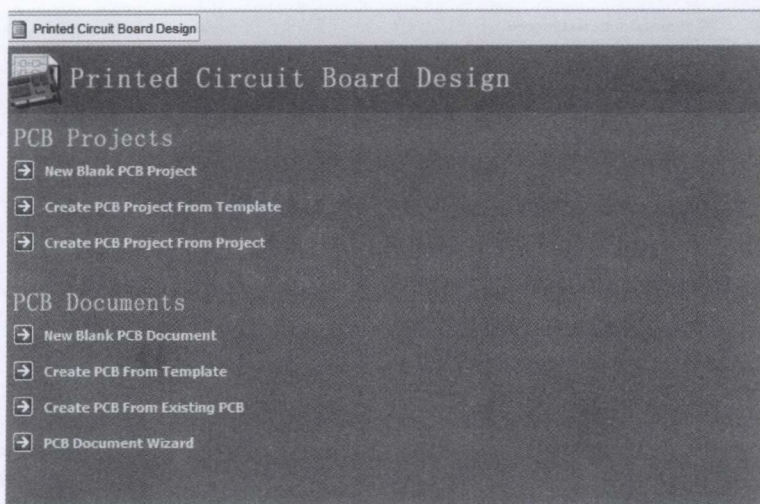 Printed Circuit Board Design
Printed Circuit Board Design
PCB Projects
New Blank PCB Project
Create PCB Project From Template
Create PCB Project From Project
PCB Documents
New Blank PCB Document
Create PCB From Template
Create PCB From Existing PCB
PCB Document Wizard